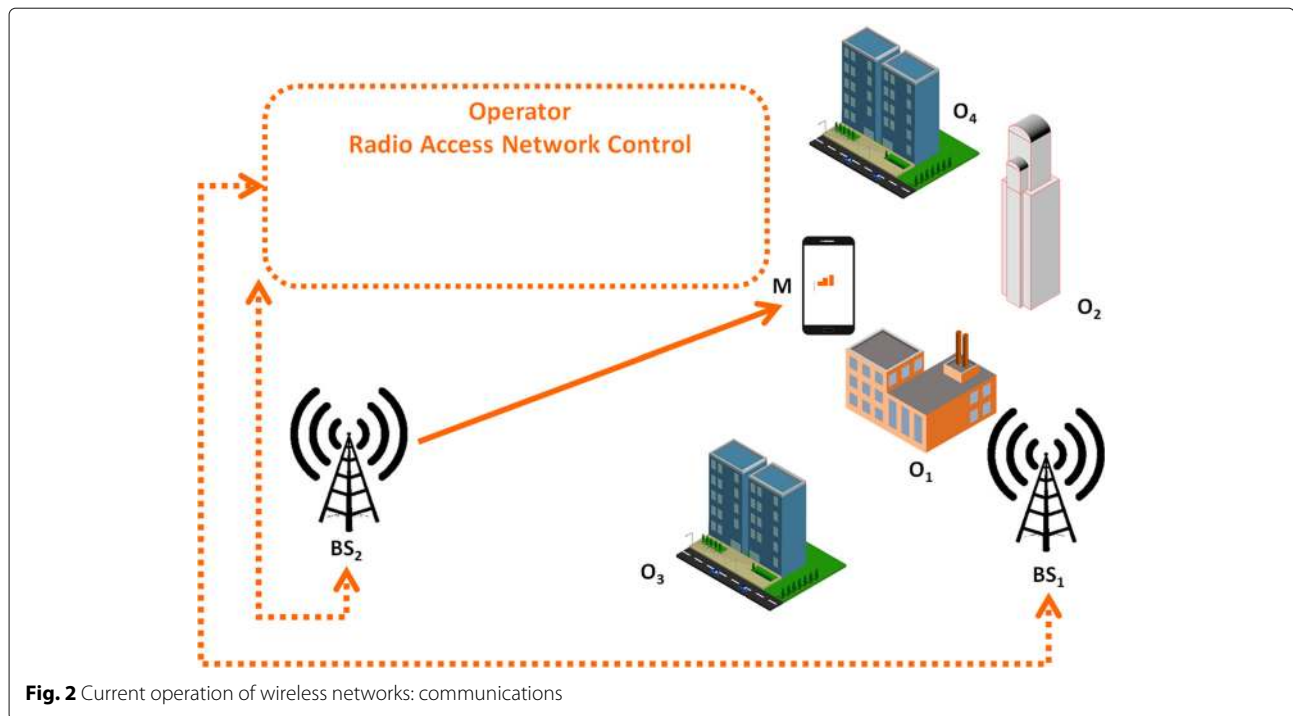 Operator
Radio Access Network Control
O₄
O₂
M
O₁
BS₂
O₃
BS₁
Fig. 2 Current operation of wireless networks: communications